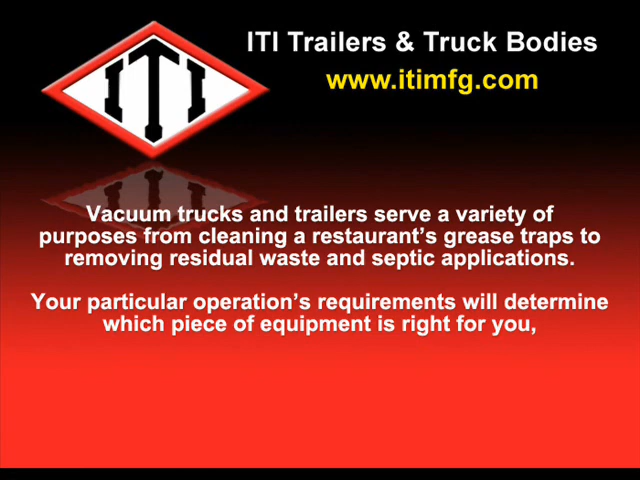 ITI
ITI Trailers & Truck Bodies
www.itimfg.com
Vacuum trucks and trailers serve a variety of
purposes from cleaning a restaurant's grease traps to
removing residual waste and septic applications.
Your particular operation's requirements will determine
which piece of equipment is right for you,